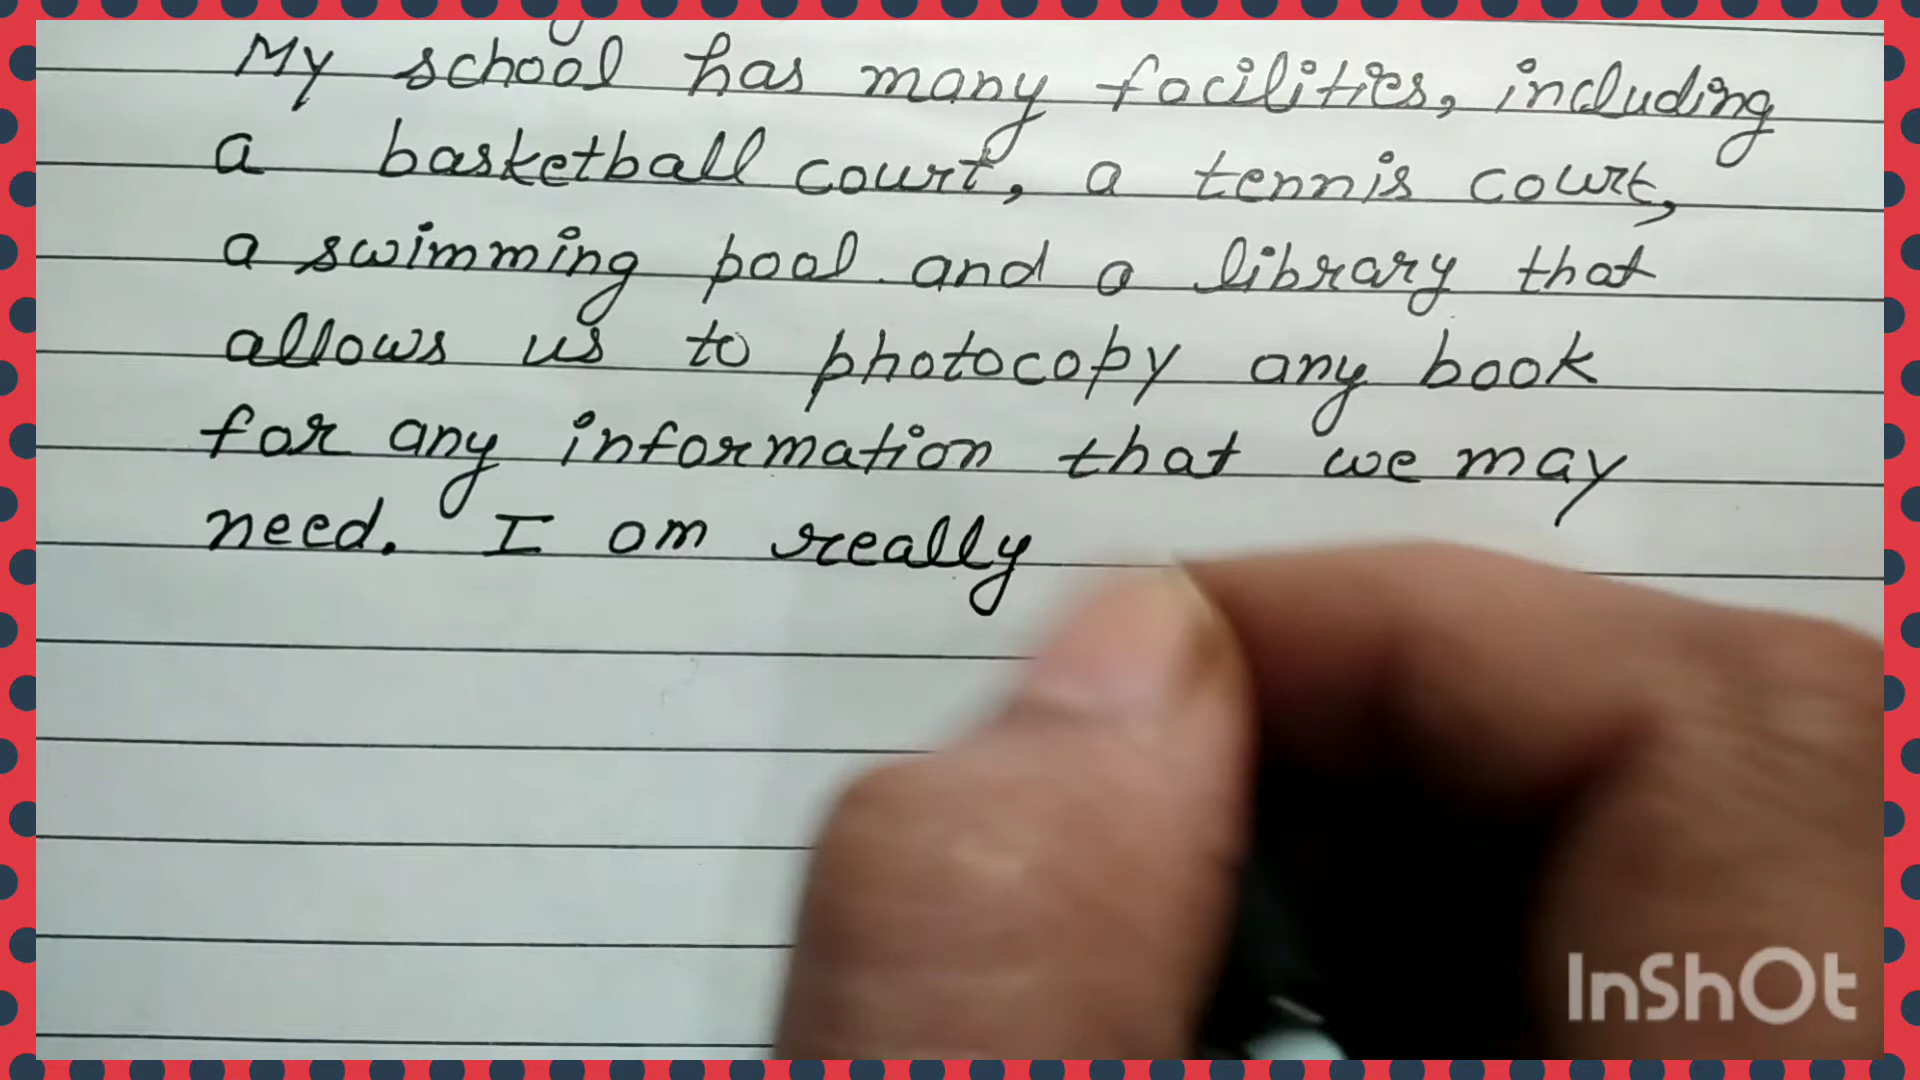 My school has many facilities, including
a basketball court, a tennis court,
a swimming pool and a library that
allows us to photocopy any book
for any information that we may
need. I am really
InShOt